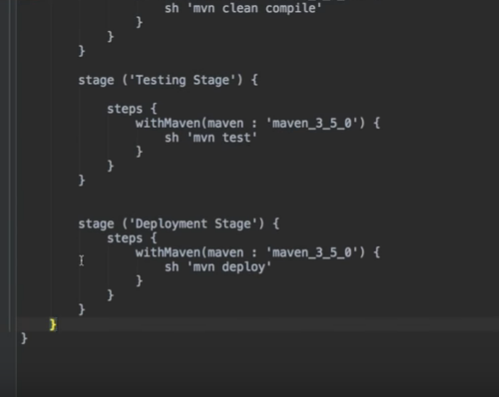 sh 'mvn clean compile'
}
}
}
stage ('Testing Stage') {
steps {
withMaven(maven : 'maven_3_5_0') {
sh 'mvn test'
}
}
}
stage ('Deployment Stage') {
steps {
withMaven(maven : 'maven_3_5_0') {
sh 'mvn deploy'
}
}
}
}
}